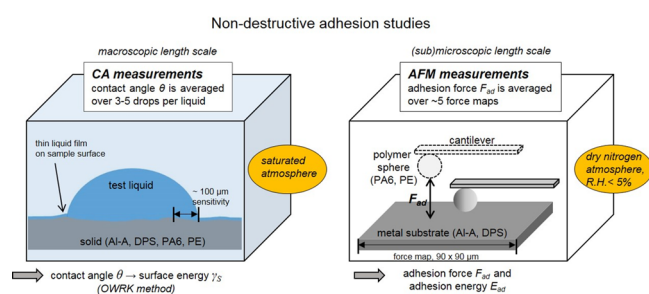 Non-destructive adhesion studies
macroscopic length scale
CA measurements
contact angle θ is averaged
over 3-5 drops per liquid
thin liquid film
on sample surface
test liquid
~ 100 µm
sensitivity
saturated
atmosphere
solid (Al-A, DPS, PA6, PE)
contact angle θ → surface energy γS
(OWRK method)
(sub)microscopic length scale
AFM measurements
adhesion force Fad is averaged
over ~5 force maps
cantilever
polymer
sphere
(PA6, PE)
Fad
dry nitrogen
atmosphere,
R.H.< 5%
metal substrate (Al-A, DPS)
force map, 90 x 90 µm
adhesion force Fad and
adhesion energy Ead